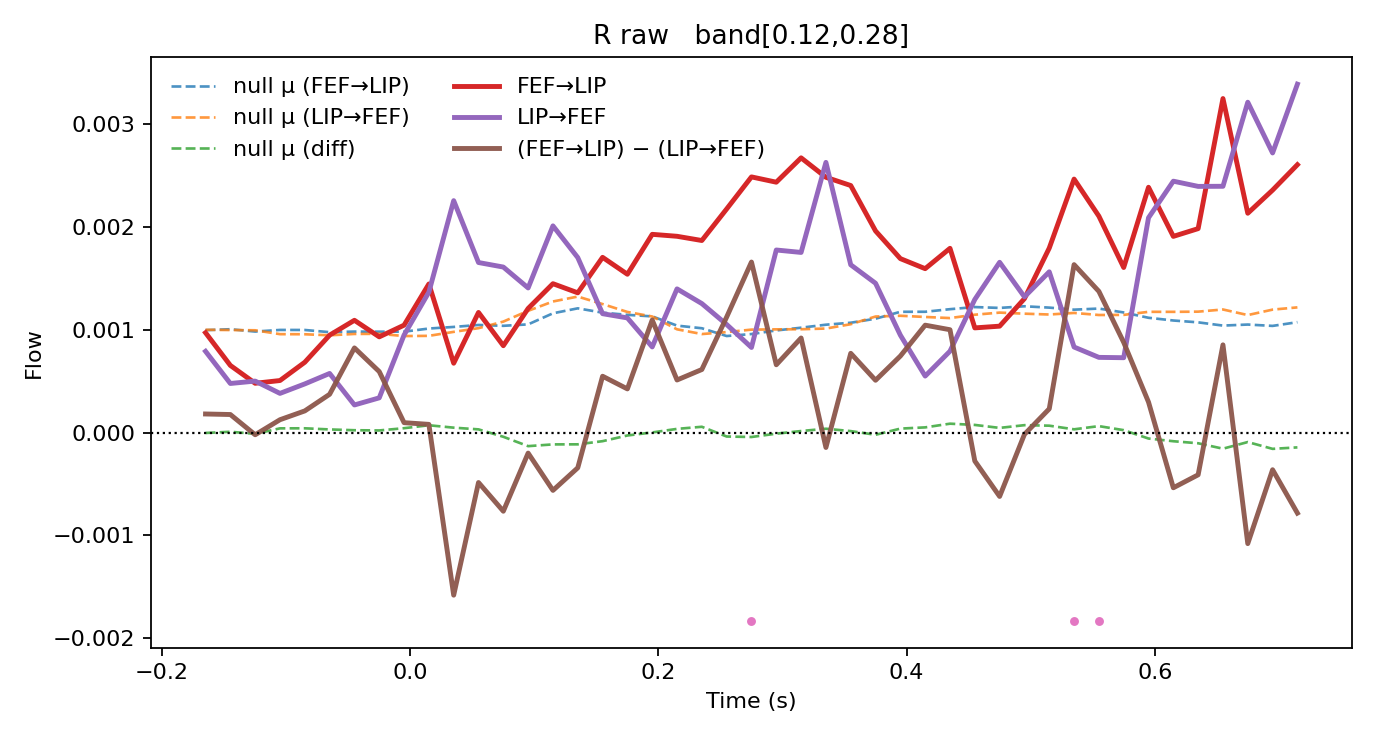 R raw   band[0.12,0.28]
null μ (FEF→LIP)
null μ (LIP→FEF)
null μ (diff)
FEF→LIP
LIP→FEF
(FEF→LIP) − (LIP→FEF)
Flow
0.003
0.002
0.001
0.000
−0.001
−0.002
−0.2
0.0
0.2
0.4
0.6
Time (s)